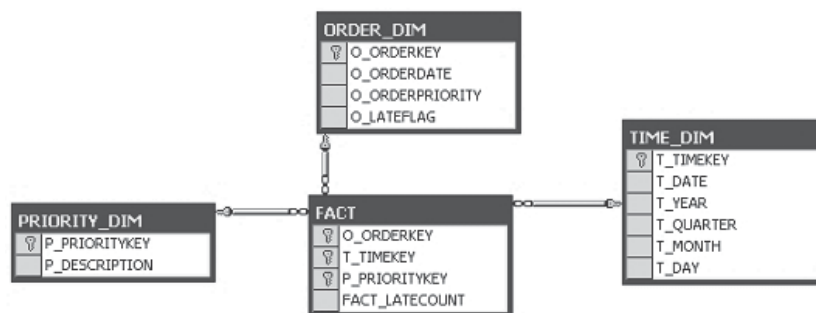 ORDER_DIM
O_ORDERKEY
O_ORDERDATE
O_ORDERPRIORITY
O_LATEFLAG
PRIORITY_DIM
P_PRIORITYKEY
P_DESCRIPTION
FACT
O_ORDERKEY
T_TIMEKEY
P_PRIORITYKEY
FACT_LATECOUNT
TIME_DIM
T_TIMEKEY
T_DATE
T_YEAR
T_QUARTER
T_MONTH
T_DAY